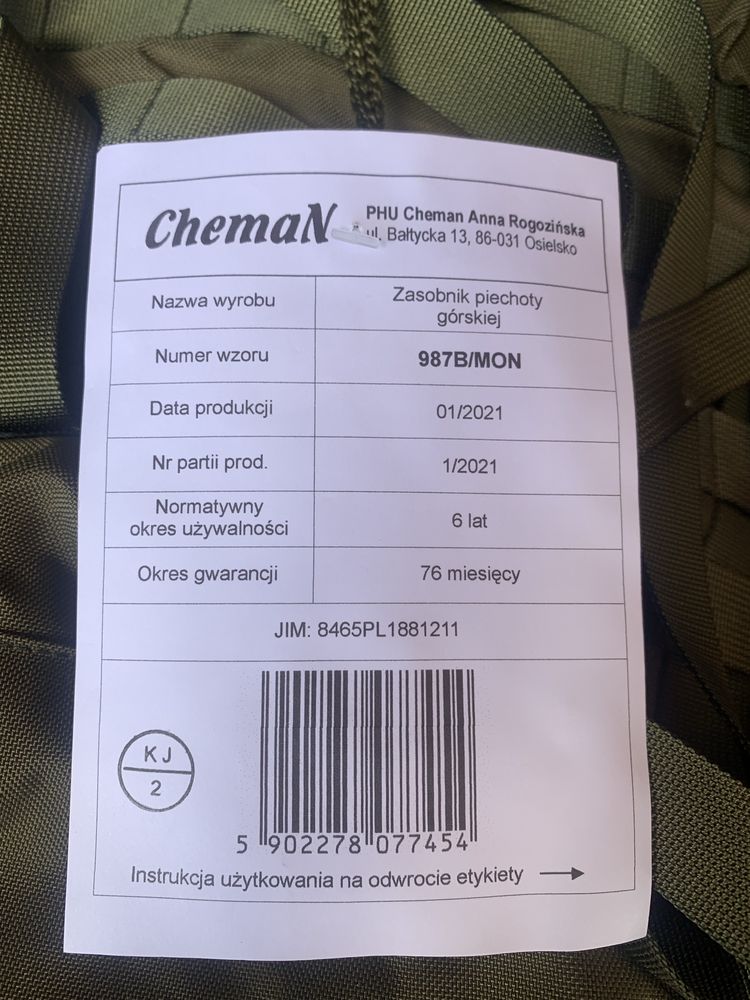 ChemaN
PHU Cheman Anna Rogozińska
ul. Bałtycka 13, 86-031 Osielsko
Nazwa wyrobu
Zasobnik piechoty
górskiej
Numer wzoru
987B/MON
Data produkcji
01/2021
Nr partii prod.
1/2021
Normatywny
okres używalności
6 lat
Okres gwarancji
76 miesięcy
JIM: 8465PL1881211
KJ
2
5 902278 077454
Instrukcja użytkowania na odwrocie etykiety